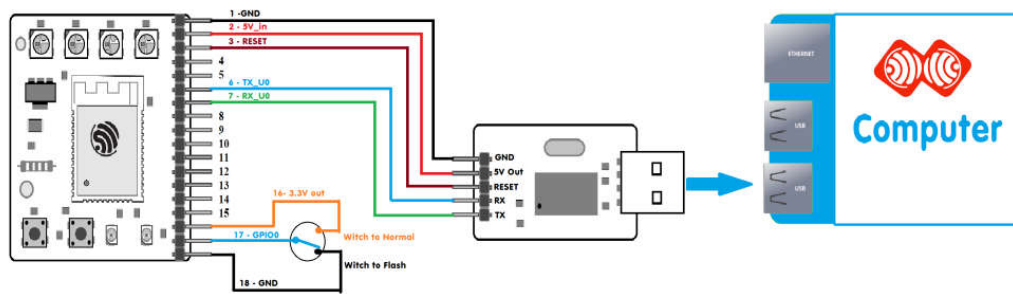 1 -GND
2 - 5V_in
3 - RESET
4
5
6 - TX_U0
7 - RX_U0
8
9
10
11
12
13
14
15
16- 3.3V out
Witch to Normal
17 - GPIO0
Witch to Flash
18 - GND
GND
5V Out
RESET
RX
TX
ETHERNET
USB
USB
Computer